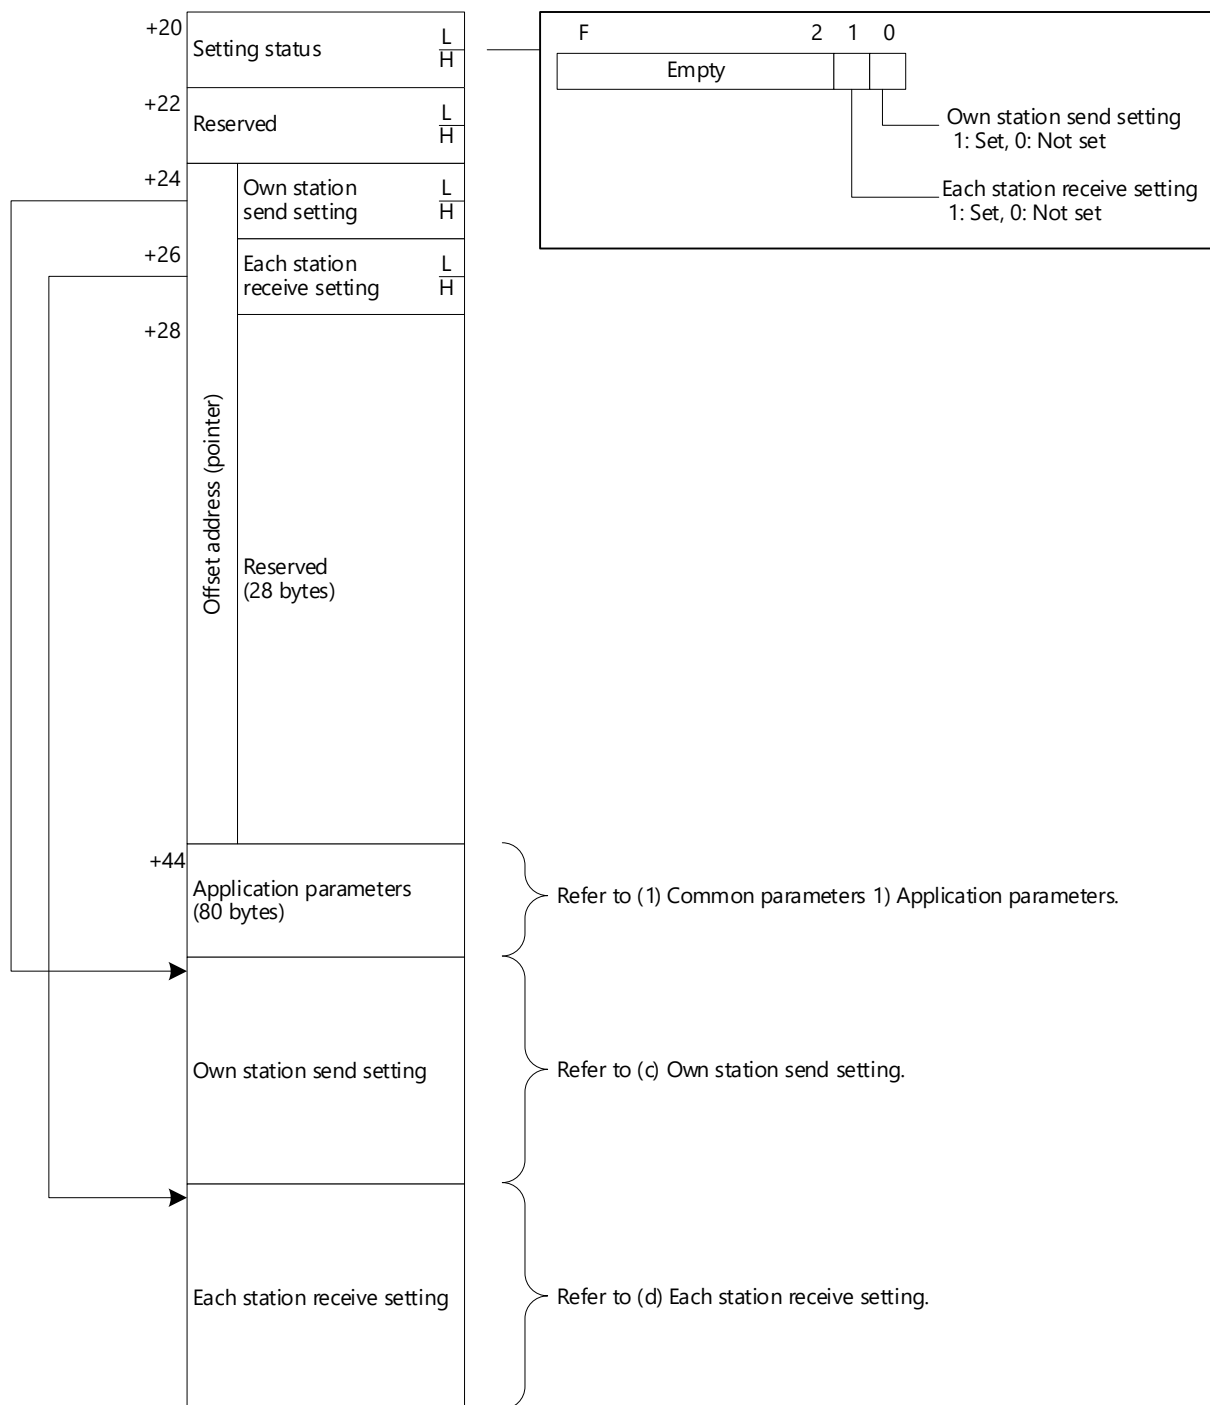 +20
Setting status
L
H
F 2 1 0
Empty
Own station send setting
1: Set, 0: Not set
Each station receive setting
1: Set, 0: Not set
+22
Reserved
L
H
+24
Own station
send setting
L
H
+26
Each station
receive setting
L
H
+28
Offset address (pointer)
Reserved
(28 bytes)
+44
Application parameters
(80 bytes)
Refer to (1) Common parameters 1) Application parameters.
Own station send setting
Refer to (c) Own station send setting.
Each station receive setting
Refer to (d) Each station receive setting.